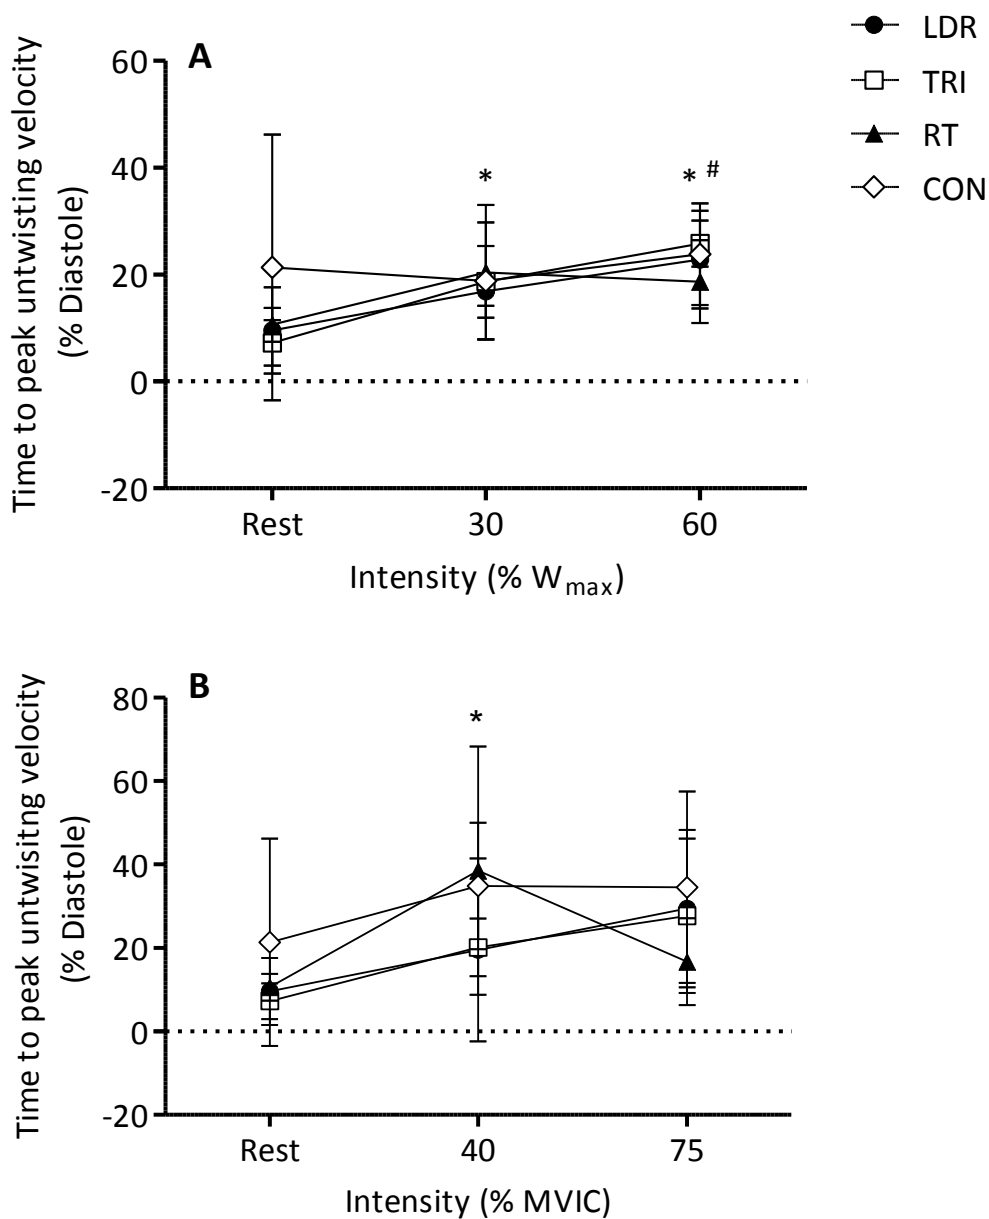 A
LDR
TRI
RT
CON
Time to peak untwisting velocity
(% Diastole)
60
40
20
0
-20
*
* #
Rest 30 60
Intensity (% Wmax)
B
Time to peak untwisitng velocity
(% Diastole)
80
60
40
20
0
-20
*
Rest 40 75
Intensity (% MVIC)